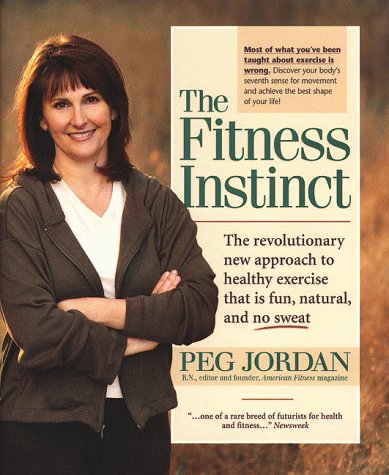 Most of what you've been
taught about exercise is
wrong. Discover your body's
seventh sense for movement
and achieve the best shape
of your life!
The
Fitness
Instinct
The revolutionary
new approach to
healthy exercise
that is fun, natural,
and no sweat
PEG JORDAN
R.N., editor and founder, American Fitness magazine
"...one of a rare breed of futurists for health
and fitness..." Newsweek